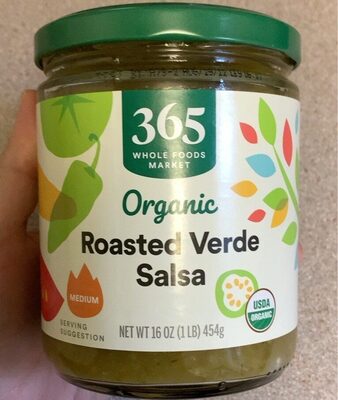 365
WHOLE FOODS
MARKET
Organic
Roasted Verde
Salsa
MEDIUM
SERVING
SUGGESTION
USDA
ORGANIC
NET WT 16 OZ (1 LB) 454g